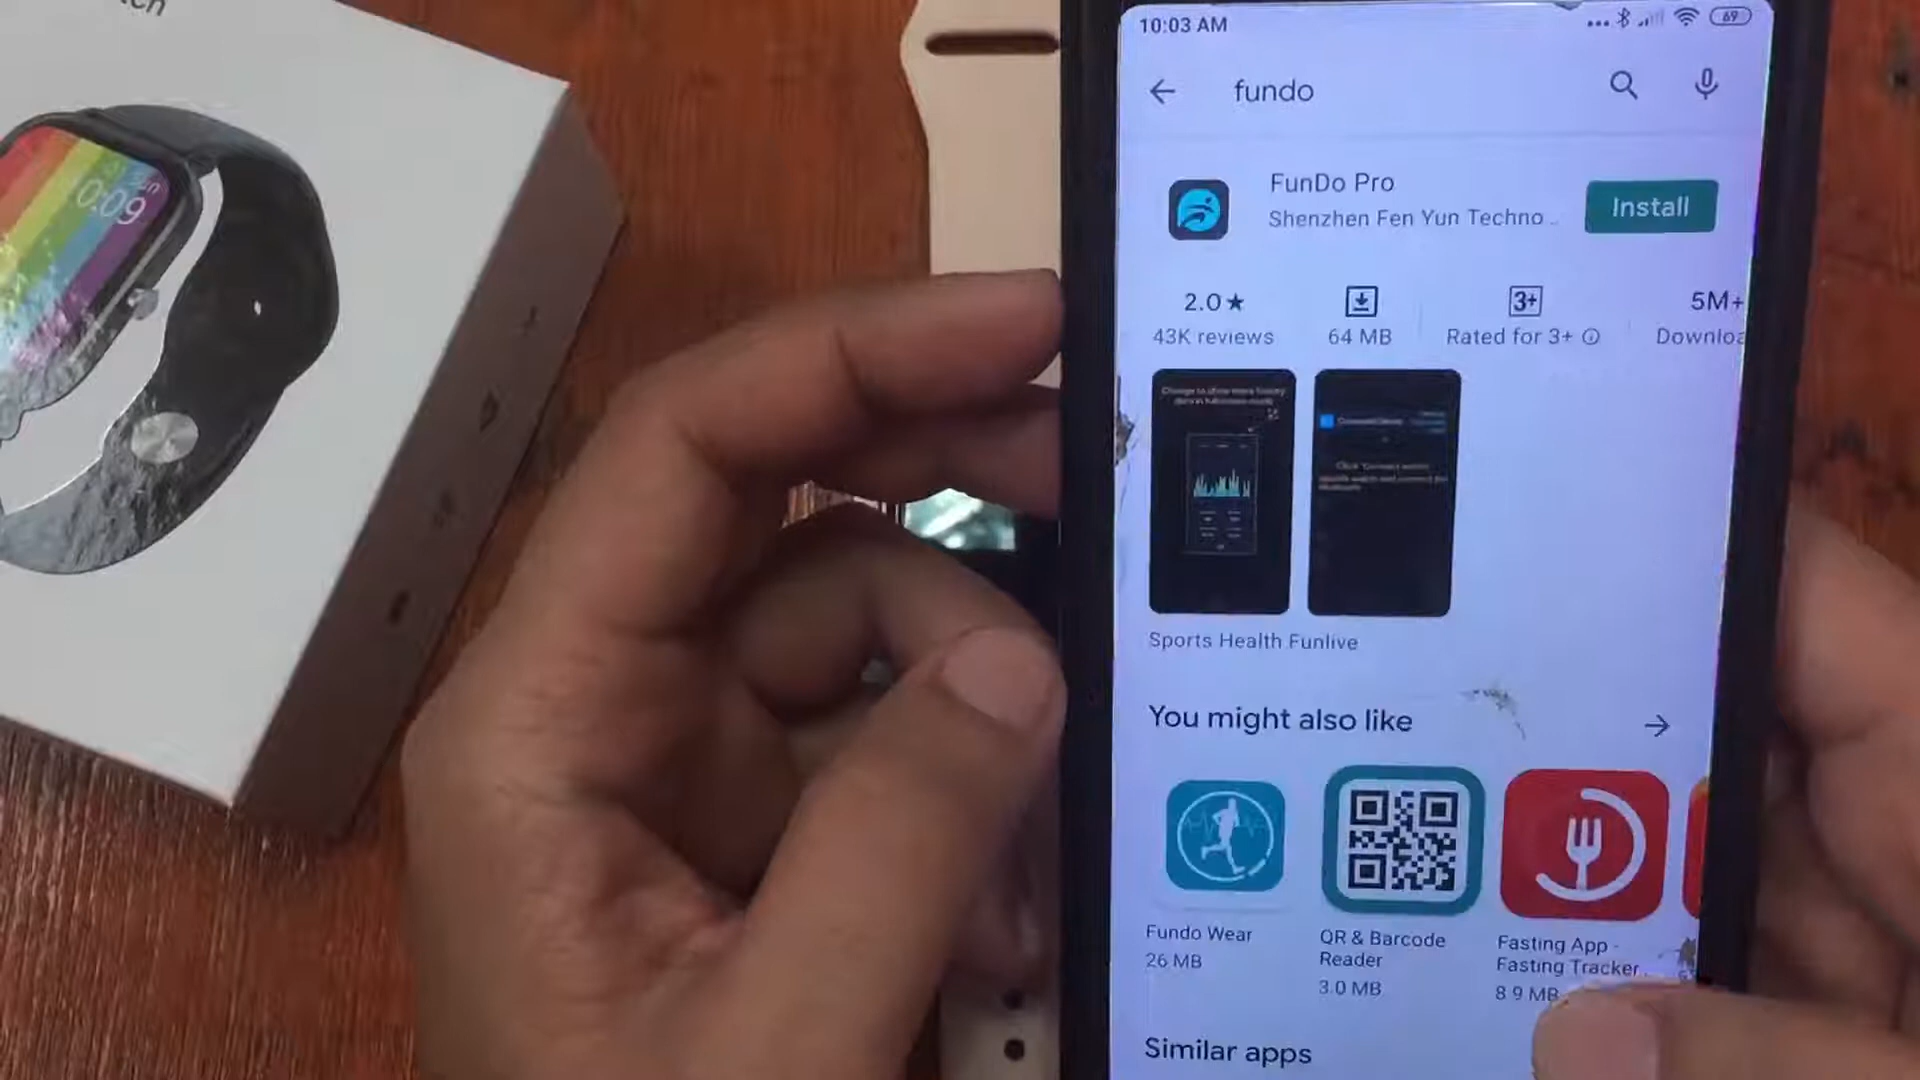 10:03 AM
69
fundo
FunDo Pro
Shenzhen Fen Yun Techno..
Install
2.0★
43K reviews
64 MB
3+
Rated for 3+
5M+
Downloa
Sports Health Funlive
You might also like
Fundo Wear
26 MB
QR & Barcode
Reader
3.0 MB
Fasting App -
Fasting Tracker
8.9 MB
Similar apps
0:09